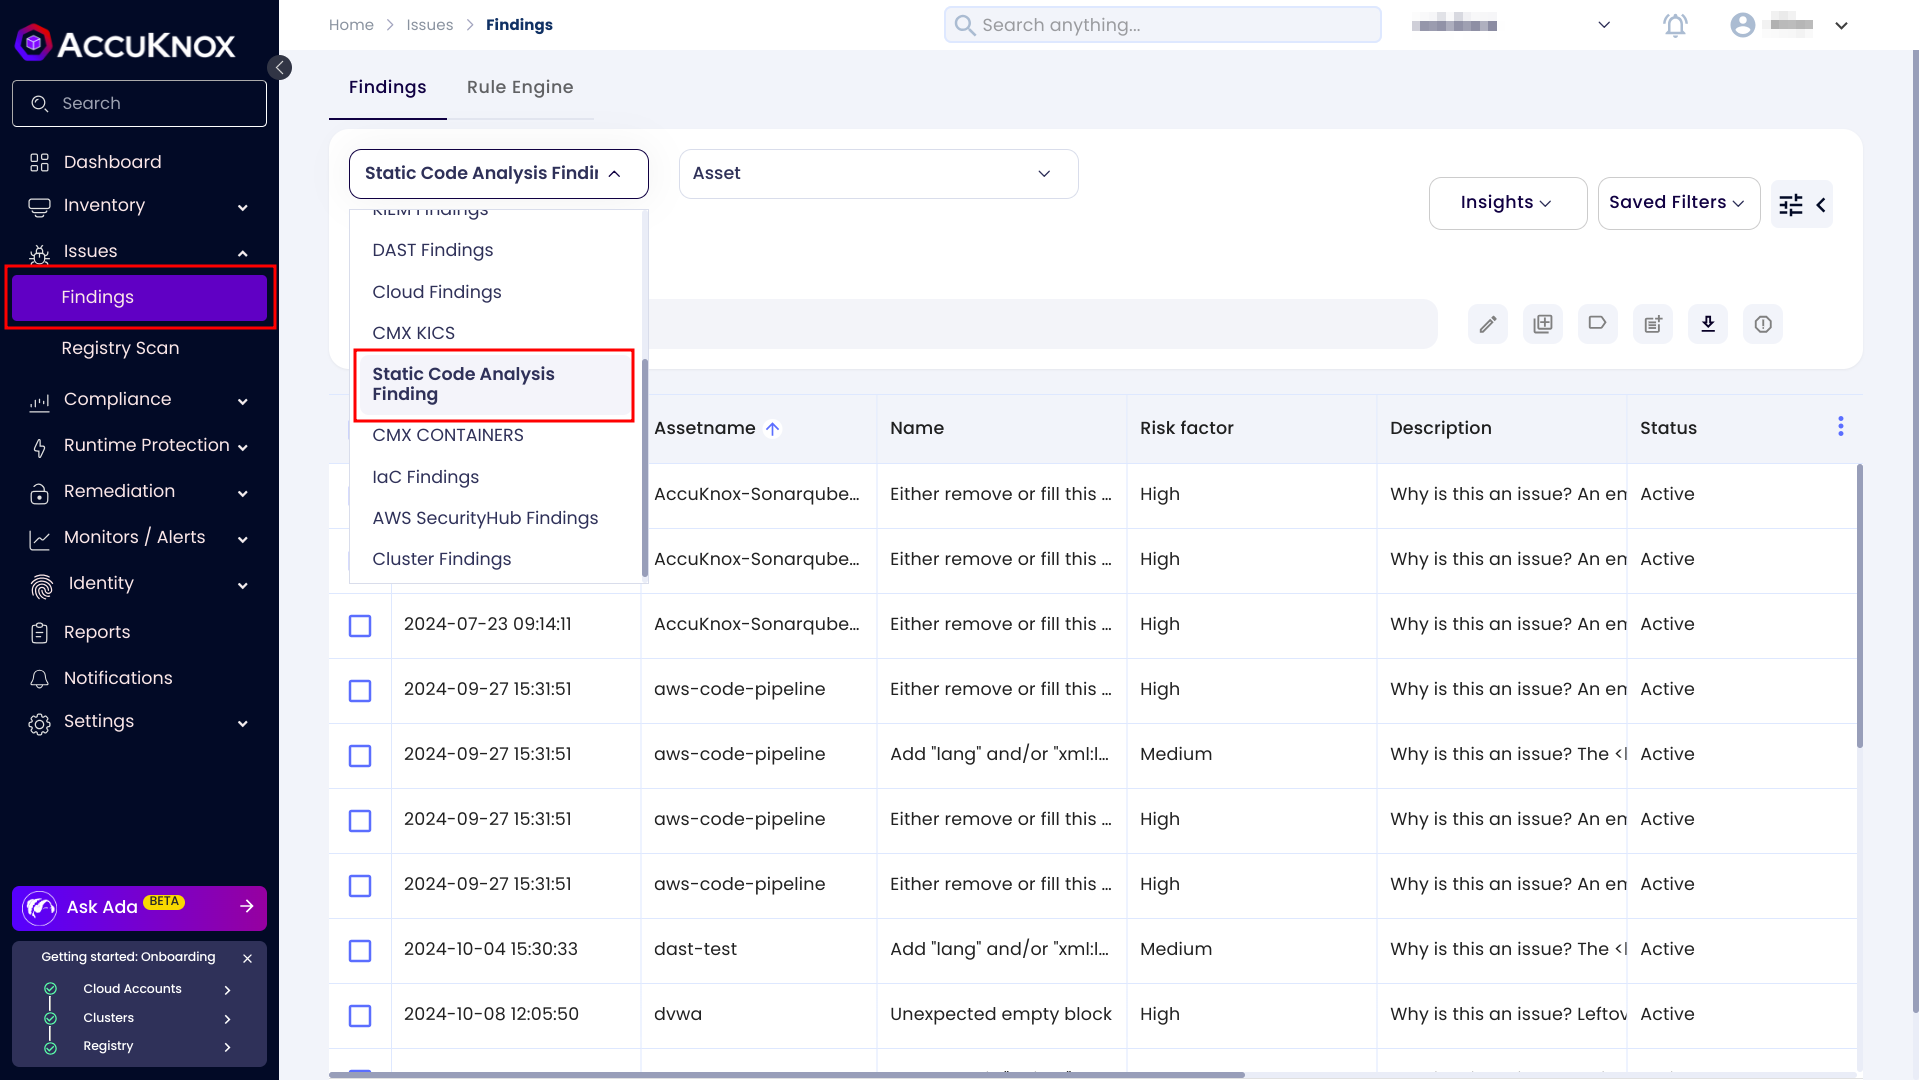 ACCUKNOX
Search
Dashboard
Inventory
Issues
Findings
Registry Scan
Compliance
Runtime Protection
Remediation
Monitors / Alerts
Identity
Reports
Notifications
Settings
Ask Ada BETA
Getting started: Onboarding
Cloud Accounts
Clusters
Registry
Home > Issues > Findings
Search anything...
Findings
Rule Engine
Static Code Analysis Findi
Asset
Insights
Saved Filters
KIEM Findings
DAST Findings
Cloud Findings
CMX KICS
Static Code Analysis
Finding
CMX CONTAINERS
IaC Findings
AWS SecurityHub Findings
Cluster Findings
Assetname Name Risk factor Description Status
AccuKnox-Sonarqube... Either remove or fill this ... High Why is this an issue? An em Active
AccuKnox-Sonarqube... Either remove or fill this ... High Why is this an issue? An em Active
2024-07-23 09:14:11 AccuKnox-Sonarqube... Either remove or fill this ... High Why is this an issue? An em Active
2024-09-27 15:31:51 aws-code-pipeline Either remove or fill this ... High Why is this an issue? An em Active
2024-09-27 15:31:51 aws-code-pipeline Add "lang" and/or "xml:l... Medium Why is this an issue? The <l Active
2024-09-27 15:31:51 aws-code-pipeline Either remove or fill this ... High Why is this an issue? An em Active
2024-09-27 15:31:51 aws-code-pipeline Either remove or fill this ... High Why is this an issue? An em Active
2024-10-04 15:30:33 dast-test Add "lang" and/or "xml:l... Medium Why is this an issue? The <l Active
2024-10-08 12:05:50 dvwa Unexpected empty block High Why is this an issue? Leftov Active